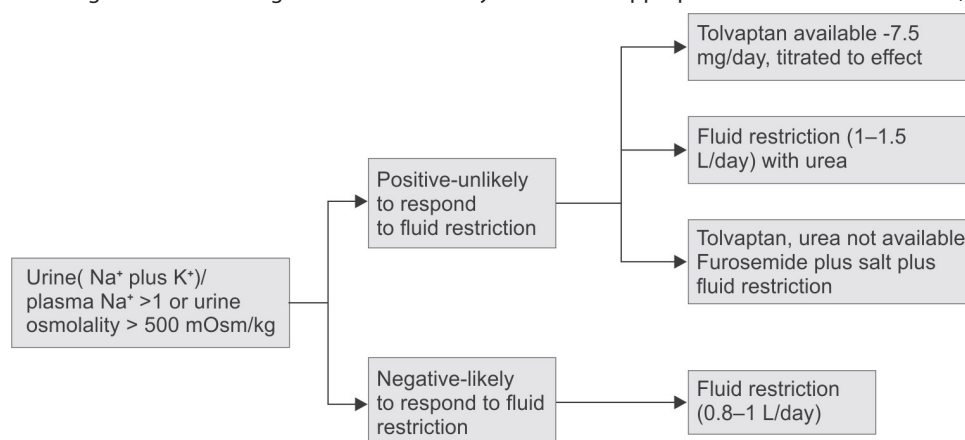 Tolvaptan available -7.5
mg/day, titrated to effect
Fluid restriction (1–1.5
L/day) with urea
Positive-unlikely
to respond
to fluid restriction
Tolvaptan, urea not available
Furosemide plus salt plus
fluid restriction
Urine( Na⁺ plus K⁺)/
plasma Na⁺ >1 or urine
osmolality > 500 mOsm/kg
Negative-likely
to respond to fluid
restriction
Fluid restriction
(0.8–1 L/day)